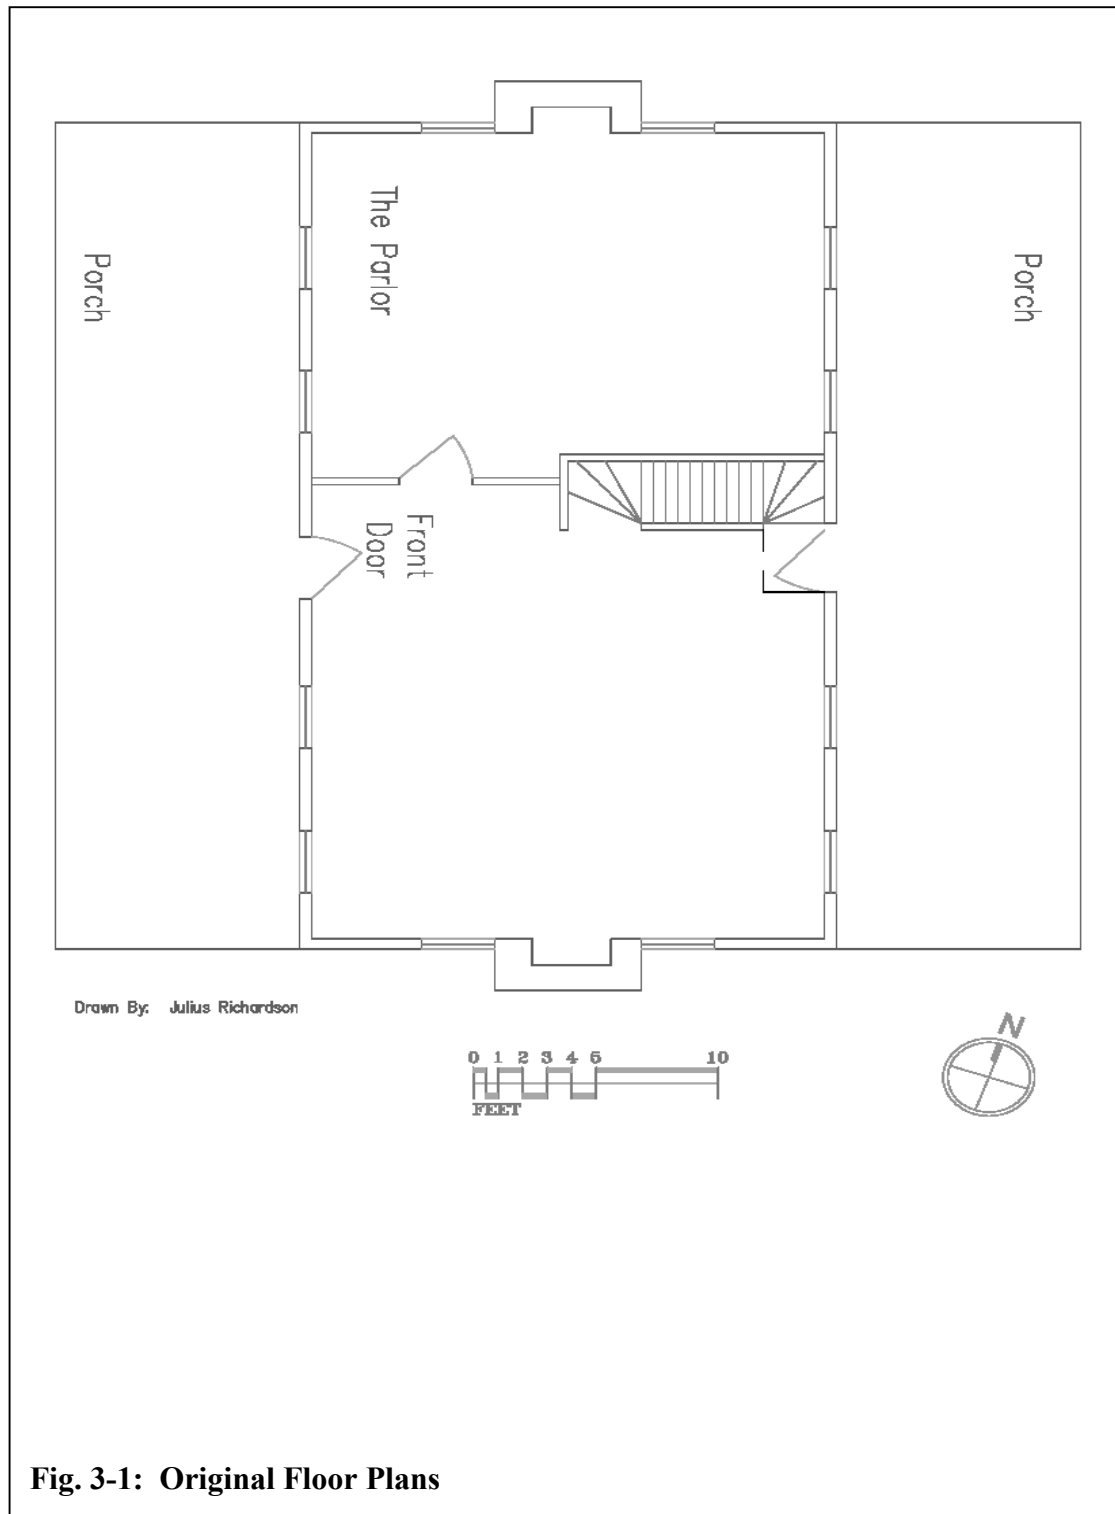 The Parlor
Porch
Porch
Front
Door
Drawn By: Julius Richardson
N
0 1 2 3 4 5 10
FEET
Fig. 3-1: Original Floor Plans